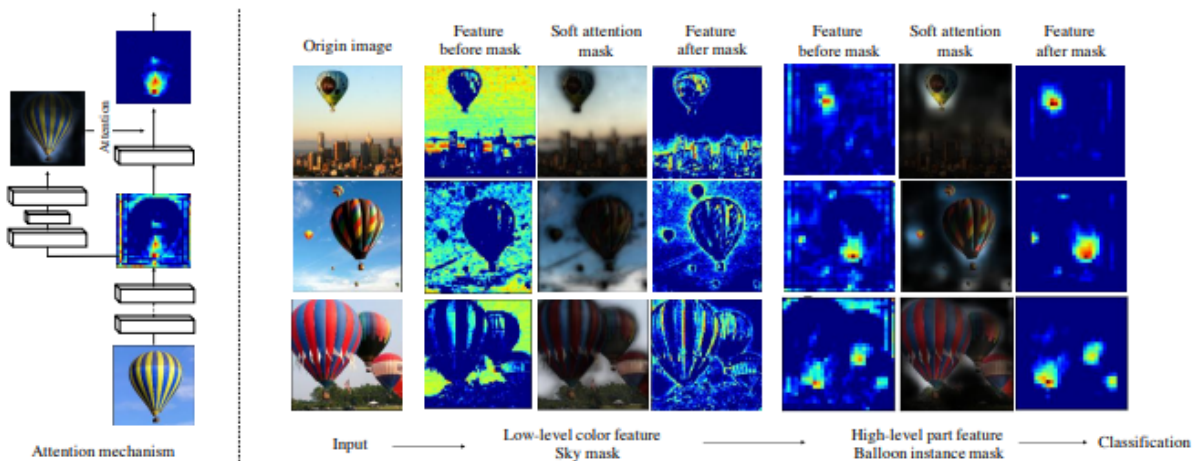 Attention
Attention mechanism
Origin image
Feature
before mask
Soft attention
mask
Feature
after mask
Feature
before mask
Soft attention
mask
Feature
after mask
Input
Low-level color feature
Sky mask
High-level part feature
Balloon instance mask
Classification